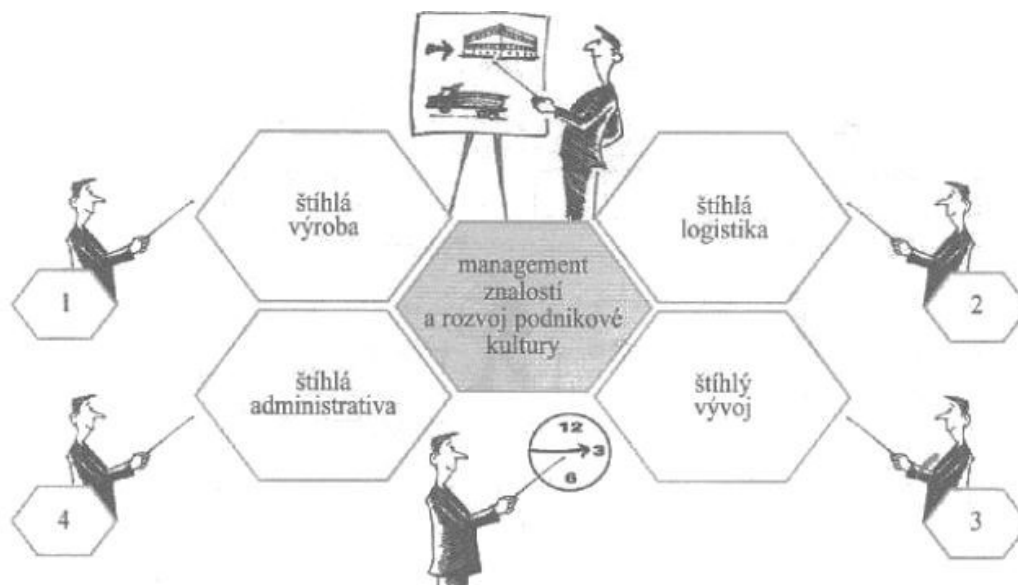 štíhlá
výroba
štíhlá
logistika
1
2
management
znalostí
a rozvoj podnikové
kultury
štíhlá
administrativa
štíhlý
vývoj
12
3
6
4
3